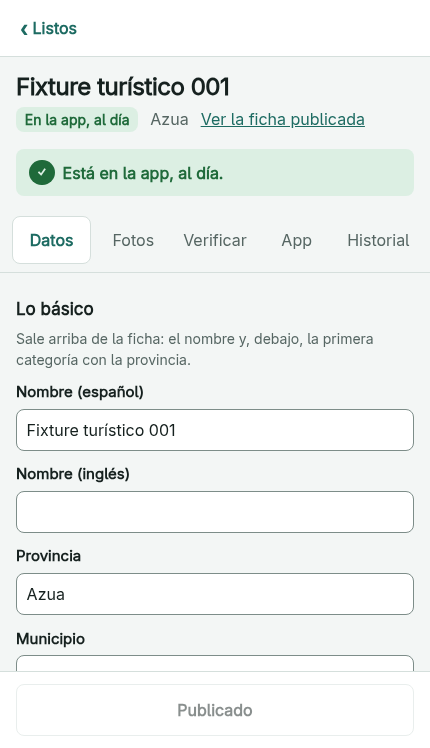 ‹ Listos
Fixture turístico 001
En la app, al día Azua Ver la ficha publicada
Está en la app, al día.
Datos Fotos Verificar App Historial
Lo básico
Sale arriba de la ficha: el nombre y, debajo, la primera
categoría con la provincia.
Nombre (español)
Fixture turístico 001
Nombre (inglés)
Provincia
Azua
Municipio
Publicado